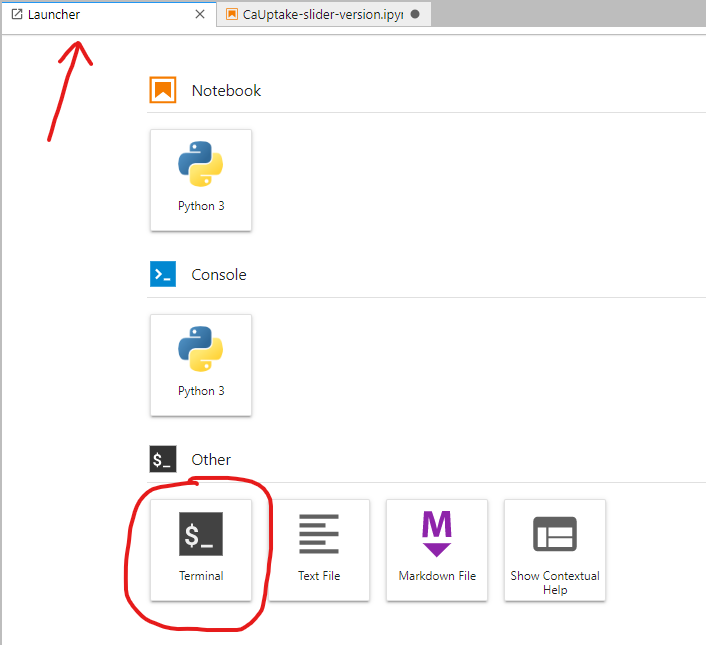 Launcher
CaUptake-slider-version.ipyr
Notebook
Python 3
Console
Python 3
$_ Other
$_
Terminal
Text File
M
Markdown File
Show Contextual
Help